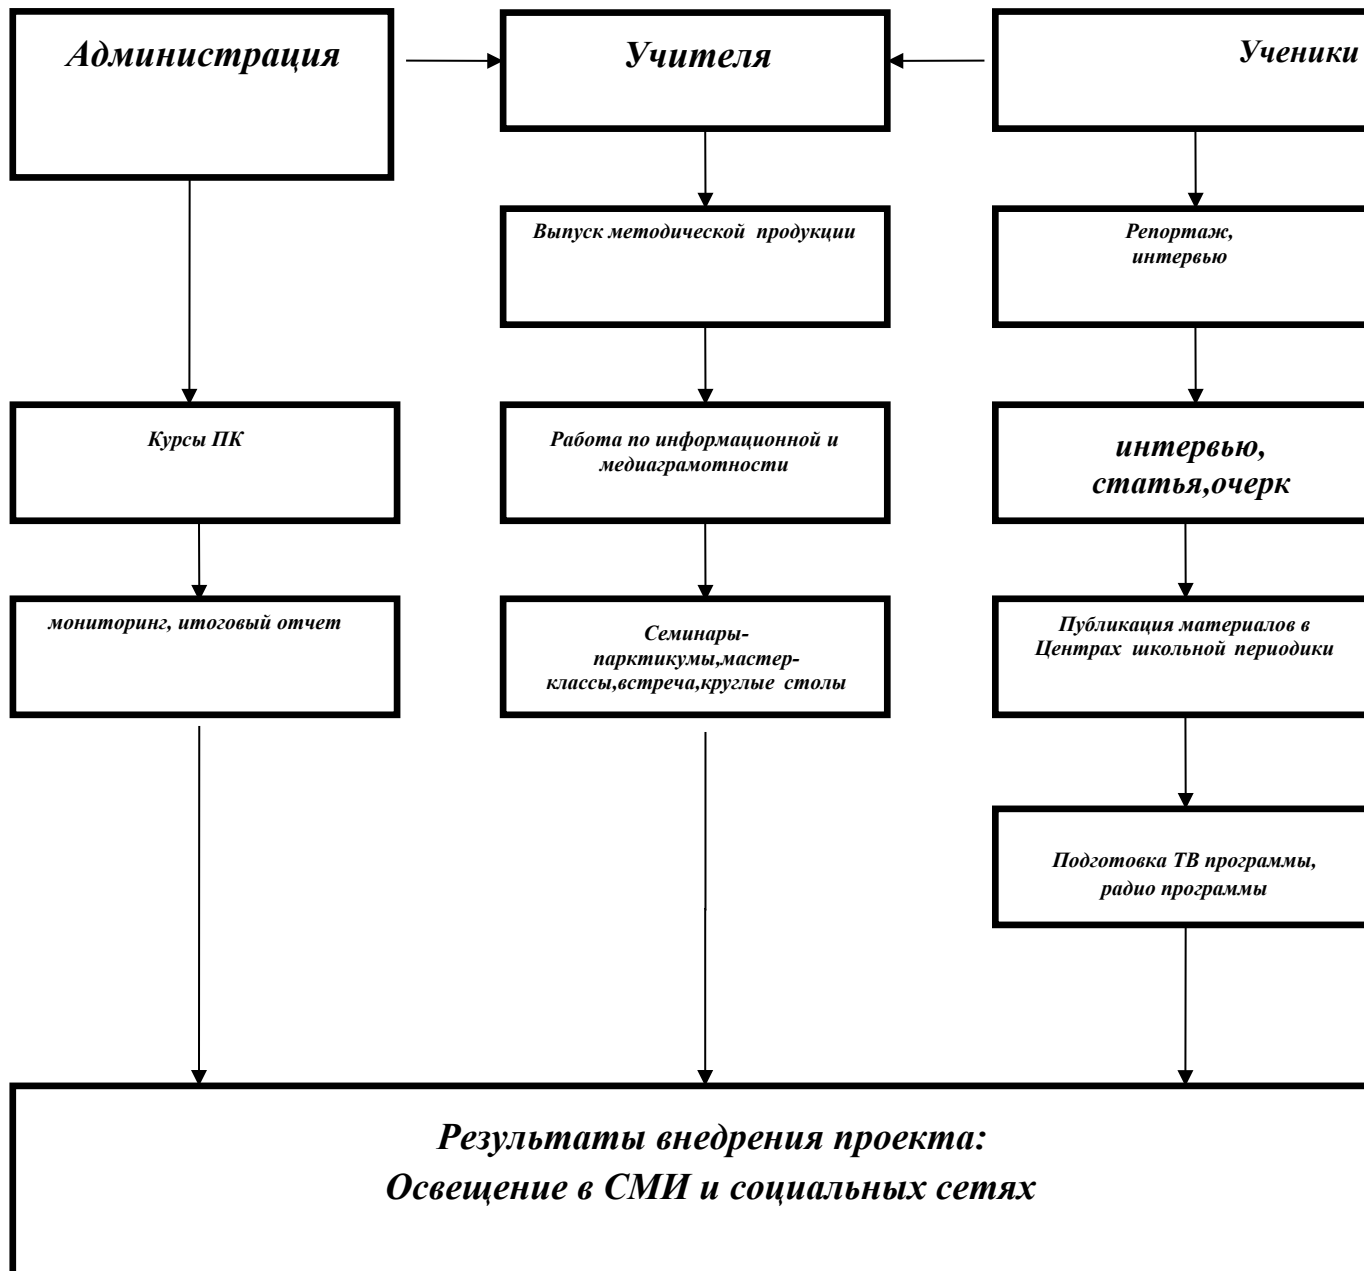 Администрация
Учителя
Ученики
Выпуск методической продукции
Репортаж,
интервью
Курсы ПК
Работа по информационной и
медиаграмотности
интервью,
статья,очерк
мониторинг, итоговый отчет
Семинары-
парктикумы,мастер-
классы,встреча,круглые столы
Публикация материалов в
Центрах школьной периодики
Подготовка ТВ программы,
радио программы
Результаты внедрения проекта:
Освещение в СМИ и социальных сетях